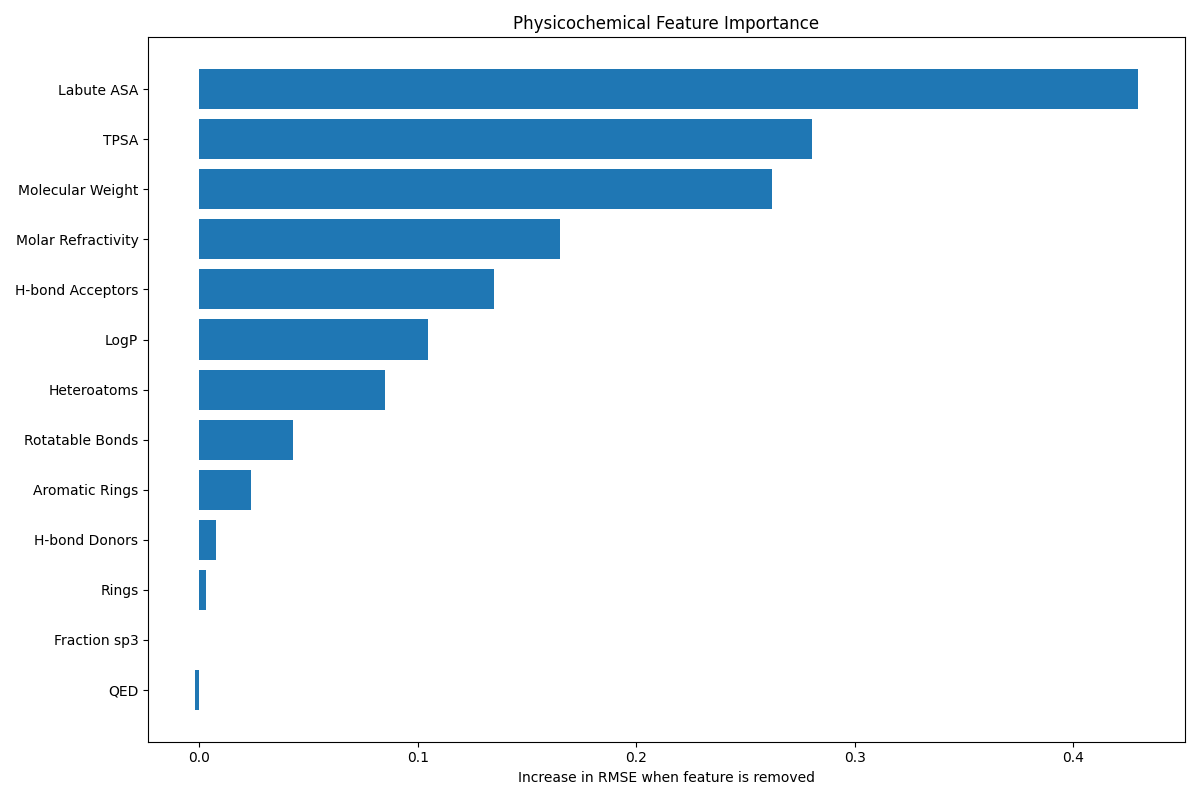 Physicochemical Feature Importance
Labute ASA
TPSA
Molecular Weight
Molar Refractivity
H-bond Acceptors
LogP
Heteroatoms
Rotatable Bonds
Aromatic Rings
H-bond Donors
Rings
Fraction sp3
QED
0.0 0.1 0.2 0.3 0.4
Increase in RMSE when feature is removed